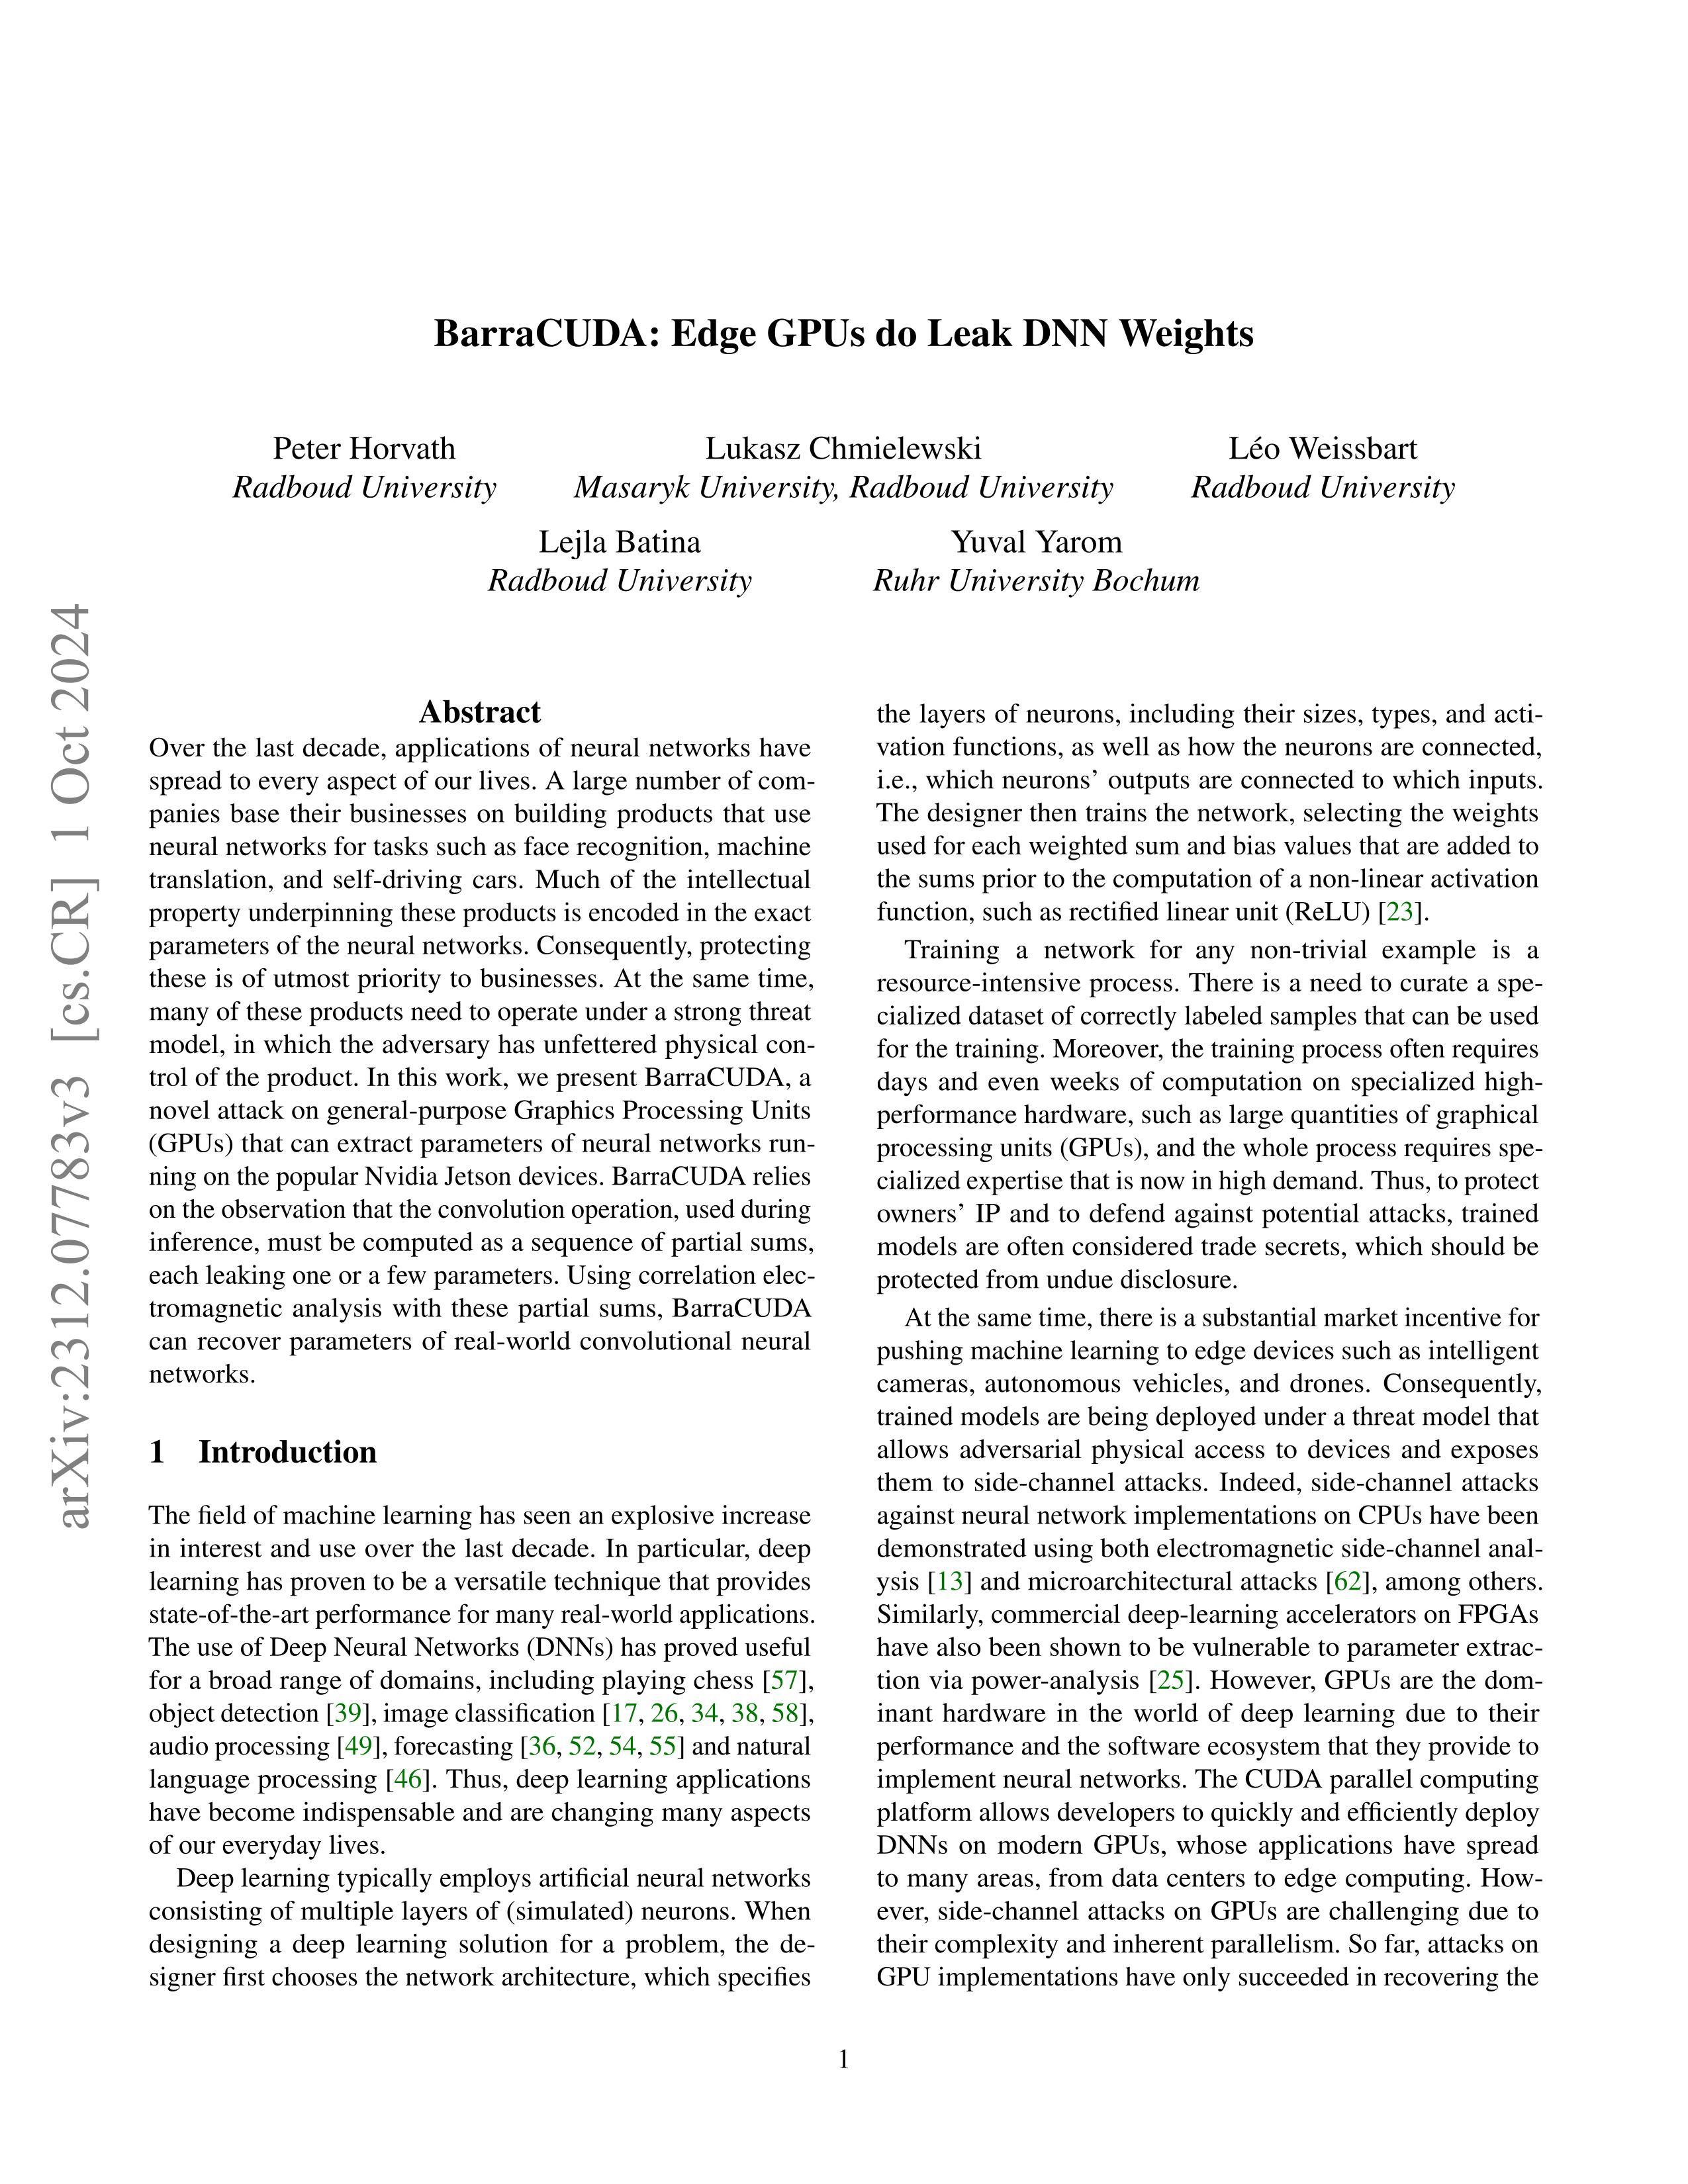 BarraCUDA: Edge GPUs do Leak DNN Weights
Peter Horvath
Radboud University
Lukasz Chmielewski
Masaryk University, Radboud University
Léo Weissbart
Radboud University
Lejla Batina
Radboud University
Yuval Yarom
Ruhr University Bochum
arXiv:2312.07783v3 [cs.CR] 1 Oct 2024
Abstract
Over the last decade, applications of neural networks have
spread to every aspect of our lives. A large number of com-
panies base their businesses on building products that use
neural networks for tasks such as face recognition, machine
translation, and self-driving cars. Much of the intellectual
property underpinning these products is encoded in the exact
parameters of the neural networks. Consequently, protecting
these is of utmost priority to businesses. At the same time,
many of these products need to operate under a strong threat
model, in which the adversary has unfettered physical con-
trol of the product. In this work, we present BarraCUDA, a
novel attack on general-purpose Graphics Processing Units
(GPUs) that can extract parameters of neural networks run-
ning on the popular Nvidia Jetson devices. BarraCUDA relies
on the observation that the convolution operation, used during
inference, must be computed as a sequence of partial sums,
each leaking one or a few parameters. Using correlation elec-
tromagnetic analysis with these partial sums, BarraCUDA
can recover parameters of real-world convolutional neural
networks.
1 Introduction
The field of machine learning has seen an explosive increase
in interest and use over the last decade. In particular, deep
learning has proven to be a versatile technique that provides
state-of-the-art performance for many real-world applications.
The use of Deep Neural Networks (DNNs) has proved useful
for a broad range of domains, including playing chess [57],
object detection [39], image classification [17, 26, 34, 38, 58],
audio processing [49], forecasting [36, 52, 54, 55] and natural
language processing [46]. Thus, deep learning applications
have become indispensable and are changing many aspects
of our everyday lives.
Deep learning typically employs artificial neural networks
consisting of multiple layers of (simulated) neurons. When
designing a deep learning solution for a problem, the de-
signer first chooses the network architecture, which specifies
the layers of neurons, including their sizes, types, and acti-
vation functions, as well as how the neurons are connected,
i.e., which neurons' outputs are connected to which inputs.
The designer then trains the network, selecting the weights
used for each weighted sum and bias values that are added to
the sums prior to the computation of a non-linear activation
function, such as rectified linear unit (ReLU) [23].
Training a network for any non-trivial example is a
resource-intensive process. There is a need to curate a spe-
cialized dataset of correctly labeled samples that can be used
for the training. Moreover, the training process often requires
days and even weeks of computation on specialized high-
performance hardware, such as large quantities of graphical
processing units (GPUs), and the whole process requires spe-
cialized expertise that is now in high demand. Thus, to protect
owners' IP and to defend against potential attacks, trained
models are often considered trade secrets, which should be
protected from undue disclosure.
At the same time, there is a substantial market incentive for
pushing machine learning to edge devices such as intelligent
cameras, autonomous vehicles, and drones. Consequently,
trained models are being deployed under a threat model that
allows adversarial physical access to devices and exposes
them to side-channel attacks. Indeed, side-channel attacks
against neural network implementations on CPUs have been
demonstrated using both electromagnetic side-channel anal-
ysis [13] and microarchitectural attacks [62], among others.
Similarly, commercial deep-learning accelerators on FPGAs
have also been shown to be vulnerable to parameter extrac-
tion via power-analysis [25]. However, GPUs are the dom-
inant hardware in the world of deep learning due to their
performance and the software ecosystem that they provide to
implement neural networks. The CUDA parallel computing
platform allows developers to quickly and efficiently deploy
DNNs on modern GPUs, whose applications have spread
to many areas, from data centers to edge computing. How-
ever, side-channel attacks on GPUs are challenging due to
their complexity and inherent parallelism. So far, attacks on
GPU implementations have only succeeded in recovering the
1